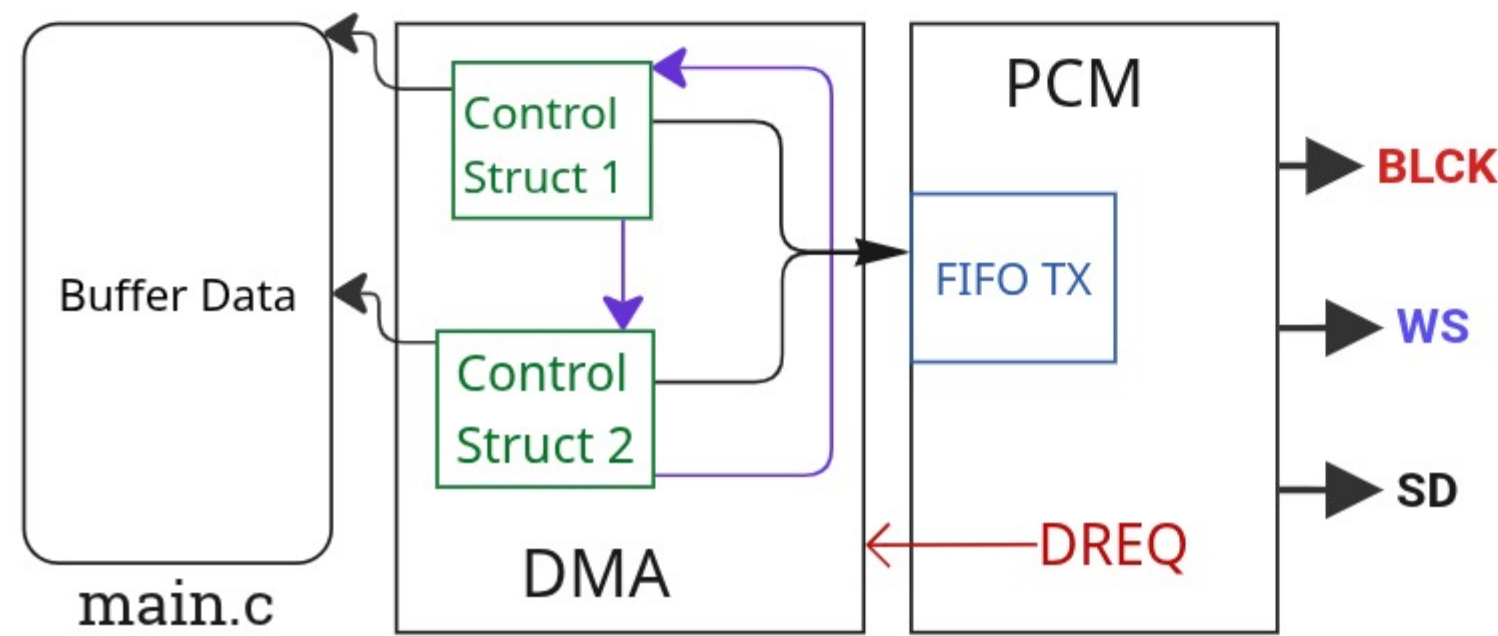 Buffer Data
main.c
Control
Struct 1
Control
Struct 2
DMA
PCM
FIFO TX
DREQ
BLCK
WS
SD